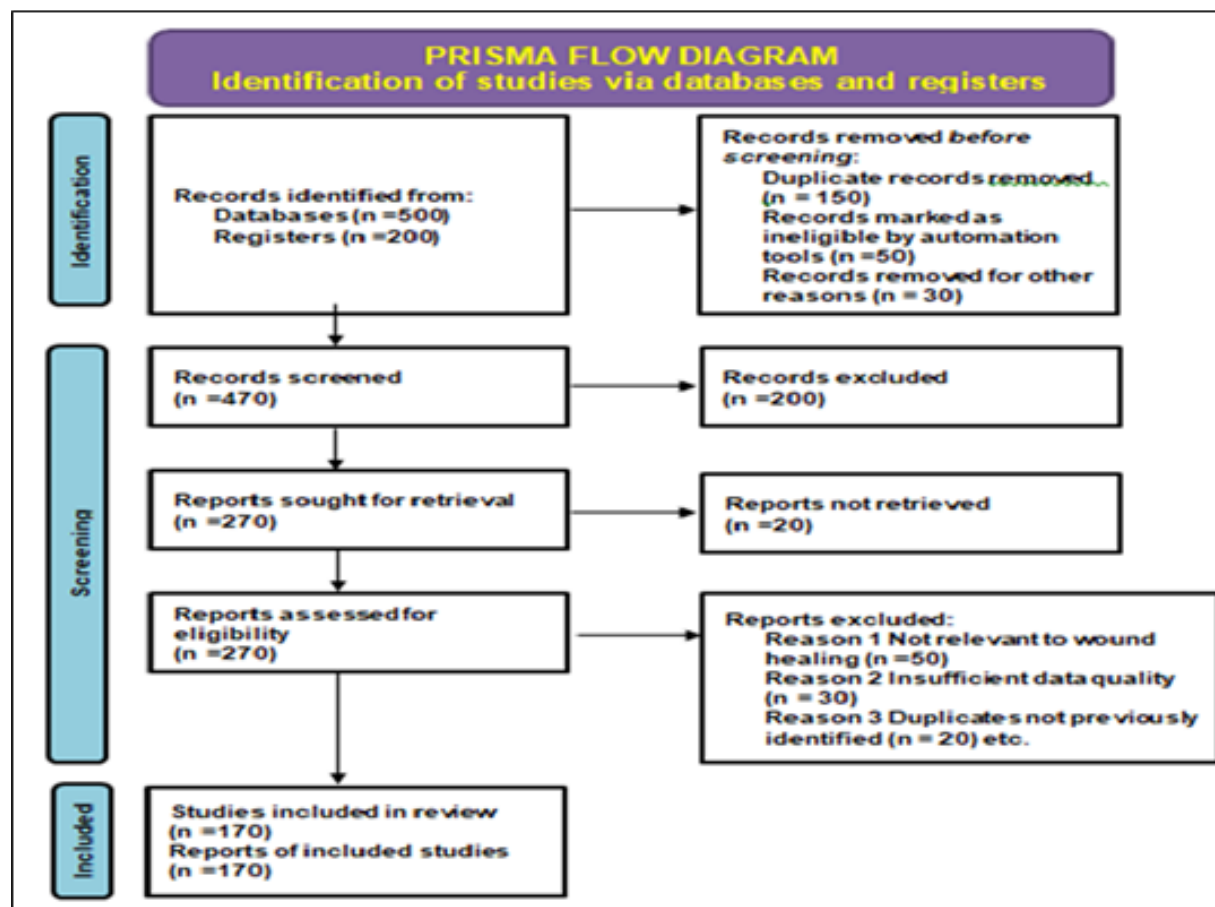 PRISMA FLOW DIAGRAM
Identification of studies via databases and registers
Identification
Records identified from:
Databases (n =500)
Registers (n =200)
Records removed before
screening:
Duplicate records removed
(n = 150)
Records marked as
ineligible by automation
tools (n =50)
Records removed for other
reasons (n = 30)
Screening
Records screened
(n =470)
Records excluded
(n =200)
Reports sought for retrieval
(n =270)
Reports not retrieved
(n =20)
Reports assessed for
eligibility
(n =270)
Reports excluded:
Reason 1 Not relevant to wound
healing (n =50)
Reason 2 Insufficient data quality
(n = 30)
Reason 3 Duplicates not previously
identified (n = 20) etc.
Included
Studies included in review
(n =170)
Reports of included studies
(n =170)